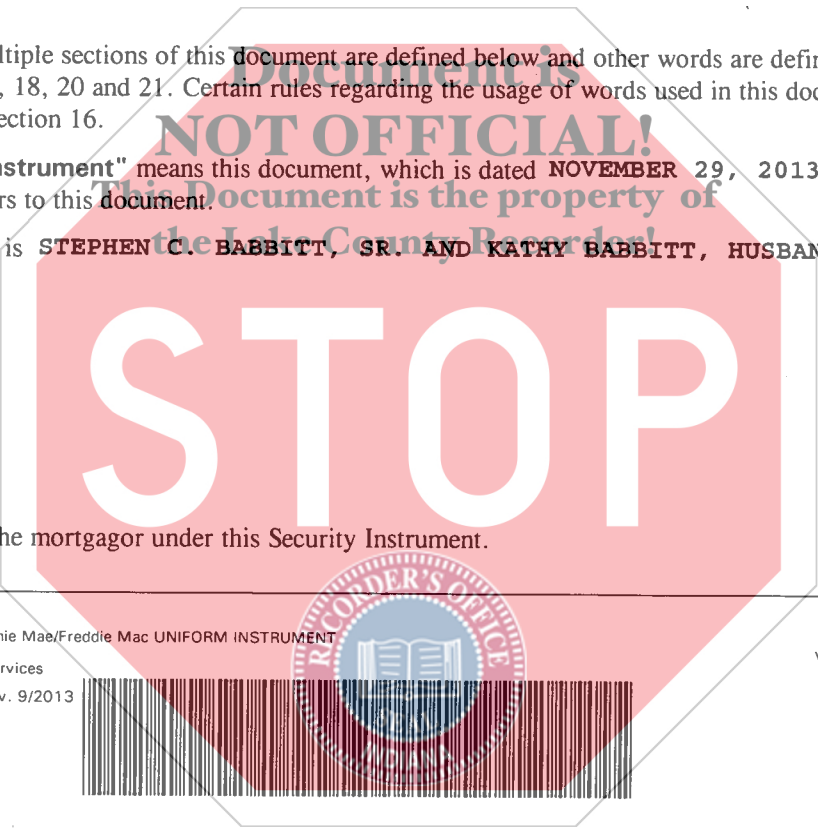 ltiple sections of this document are defined below and other words are defin
Document is
, 18, 20 and 21. Certain rules regarding the usage of words used in this doc
ection 16.
NOT OFFICIAL!
nstrument" means this document, which is dated NOVEMBER 29, 2013
This Document is the property of
rs to this document.
the Lake County Recorder!
is STEPHEN C. BABBITT, SR. AND KATHY BABBITT, HUSBAN
STOP
he mortgagor under this Security Instrument.
RECORDER'S OFFICE
nie Mae/Freddie Mac UNIFORM INSTRUMENT
rvices
v. 9/2013
SEAL
INDIANA